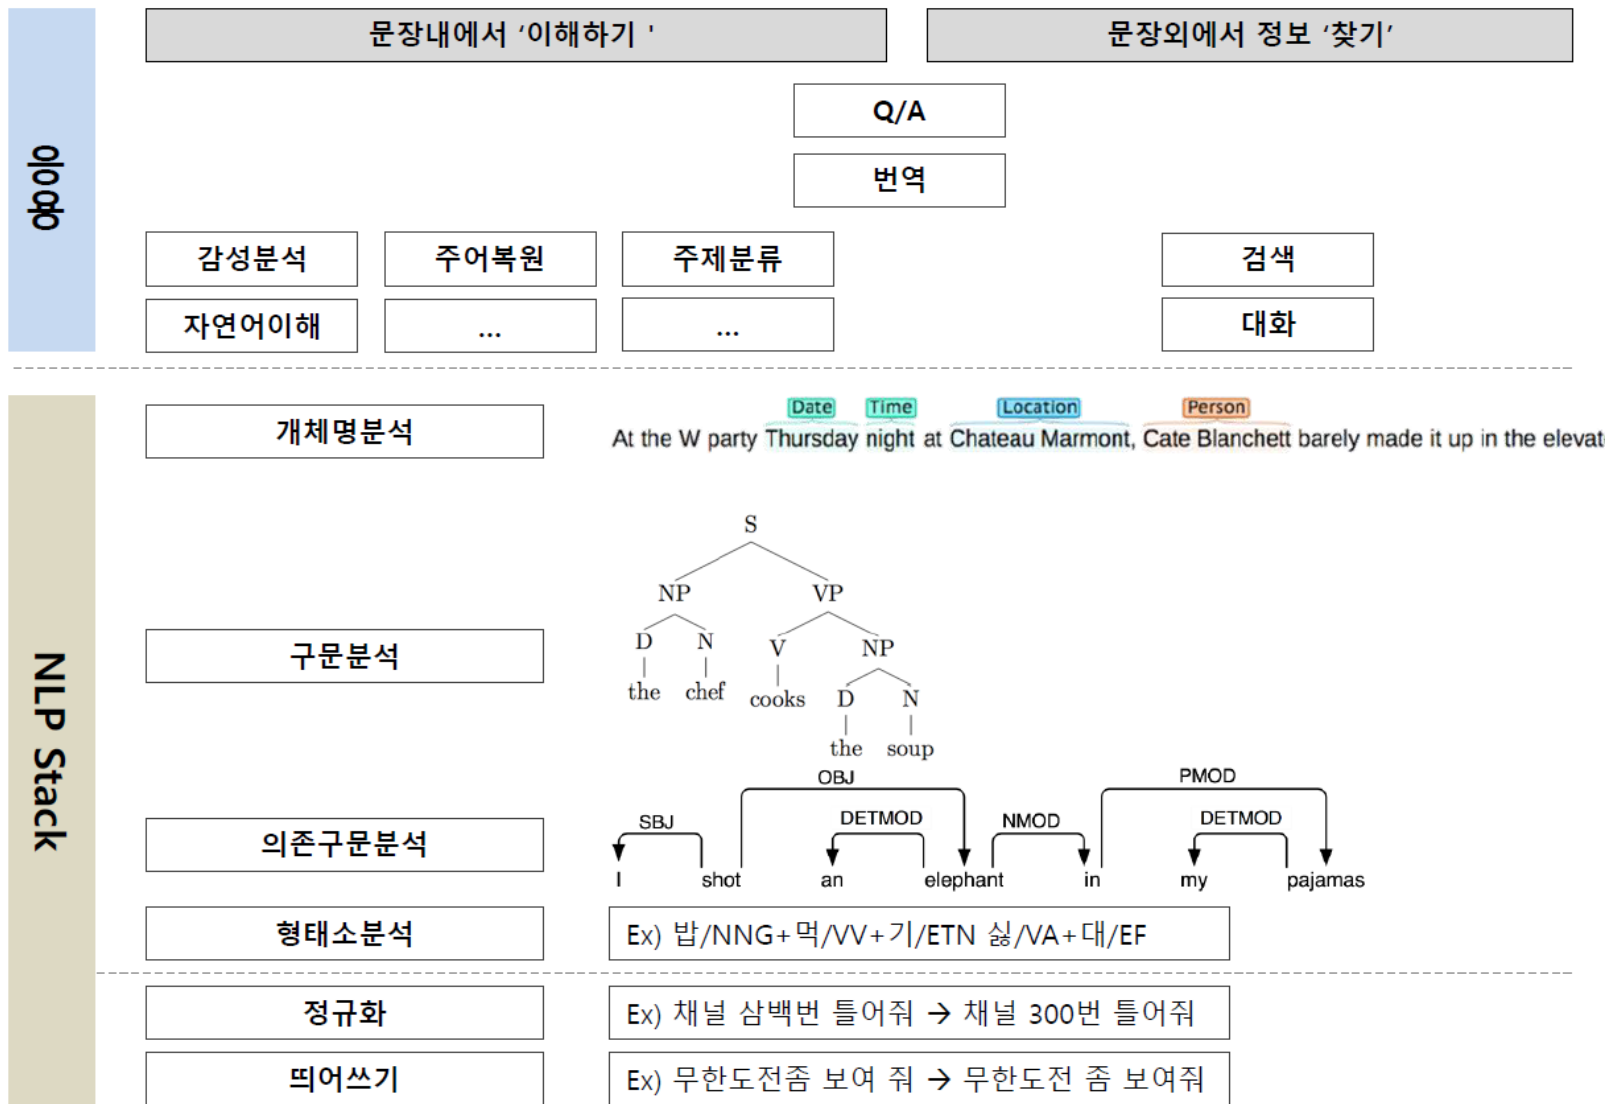 문장내에서 ‘이해하기 '
문장외에서 정보 ‘찾기’
응용
Q/A
번역
감성분석
주어복원
주제분류
검색
자연어이해
...
...
대화
NLP Stack
개체명분석
Date Time Location Person
At the W party Thursday night at Chateau Marmont, Cate Blanchett barely made it up in the elevat
구문분석
S
NP VP
D N V NP
the chef cooks D N
the soup
의존구문분석
OBJ PMOD
SBJ DETMOD NMOD DETMOD
I shot an elephant in my pajamas
형태소분석
Ex) 밥/NNG+먹/VV+기/ETN 싫/VA+대/EF
정규화
Ex) 채널 삼백번 틀어줘 → 채널 300번 틀어줘
띄어쓰기
Ex) 무한도전좀 보여 줘 → 무한도전 좀 보여줘